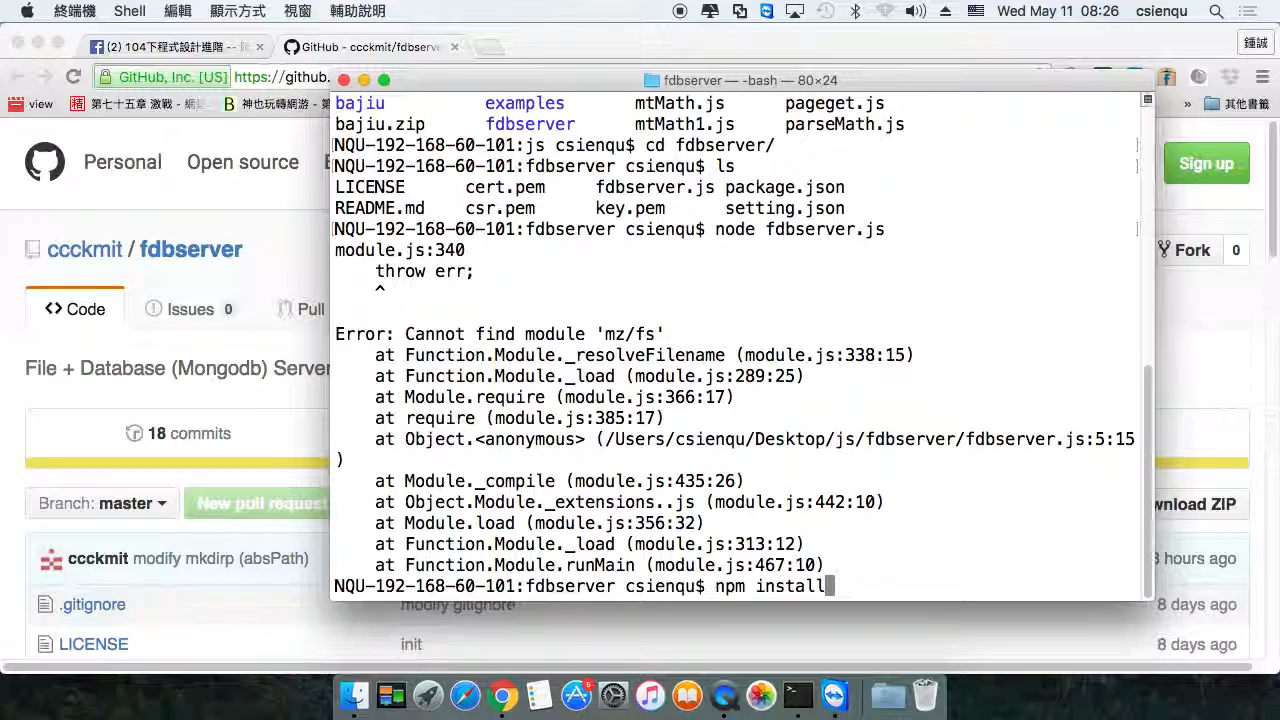 終端機 Shell 編輯 顯示方式 視窗 輔助說明 Wed May 11 08:26 csienqu
(2) 104下程式設計進階 -- GitHub - ccckmit/fdbserve 鍾誠
GitHub, Inc. [US] https://github. fdbserver — -bash — 80×24
view 第七十五章 激戰 - 網 神也玩轉網游 - » 其他書籤
Personal Open source Sign up
ccckmit / fdbserver Fork 0
Code Issues 0 Pull
File + Database (Mongodb) Server
18 commits
Branch: master New pull request wnload ZIP
ccckmit modify mkdirp (absPath) hours ago
.gitignore modify gitignore 8 days ago
LICENSE init 8 days ago
bajiu examples mtMath.js pageget.js
bajiu.zip fdbserver mtMath1.js parseMath.js
NQU-192-168-60-101:js csienqu$ cd fdbserver/
NQU-192-168-60-101:fdbserver csienqu$ ls
LICENSE cert.pem fdbserver.js package.json
README.md csr.pem key.pem setting.json
NQU-192-168-60-101:fdbserver csienqu$ node fdbserver.js
module.js:340
throw err;
^
Error: Cannot find module 'mz/fs'
at Function.Module._resolveFilename (module.js:338:15)
at Function.Module._load (module.js:289:25)
at Module.require (module.js:366:17)
at require (module.js:385:17)
at Object.<anonymous> (/Users/csienqu/Desktop/js/fdbserver/fdbserver.js:5:15
)
at Module._compile (module.js:435:26)
at Object.Module._extensions..js (module.js:442:10)
at Module.load (module.js:356:32)
at Function.Module._load (module.js:313:12)
at Function.Module.runMain (module.js:467:10)
NQU-192-168-60-101:fdbserver csienqu$ npm install